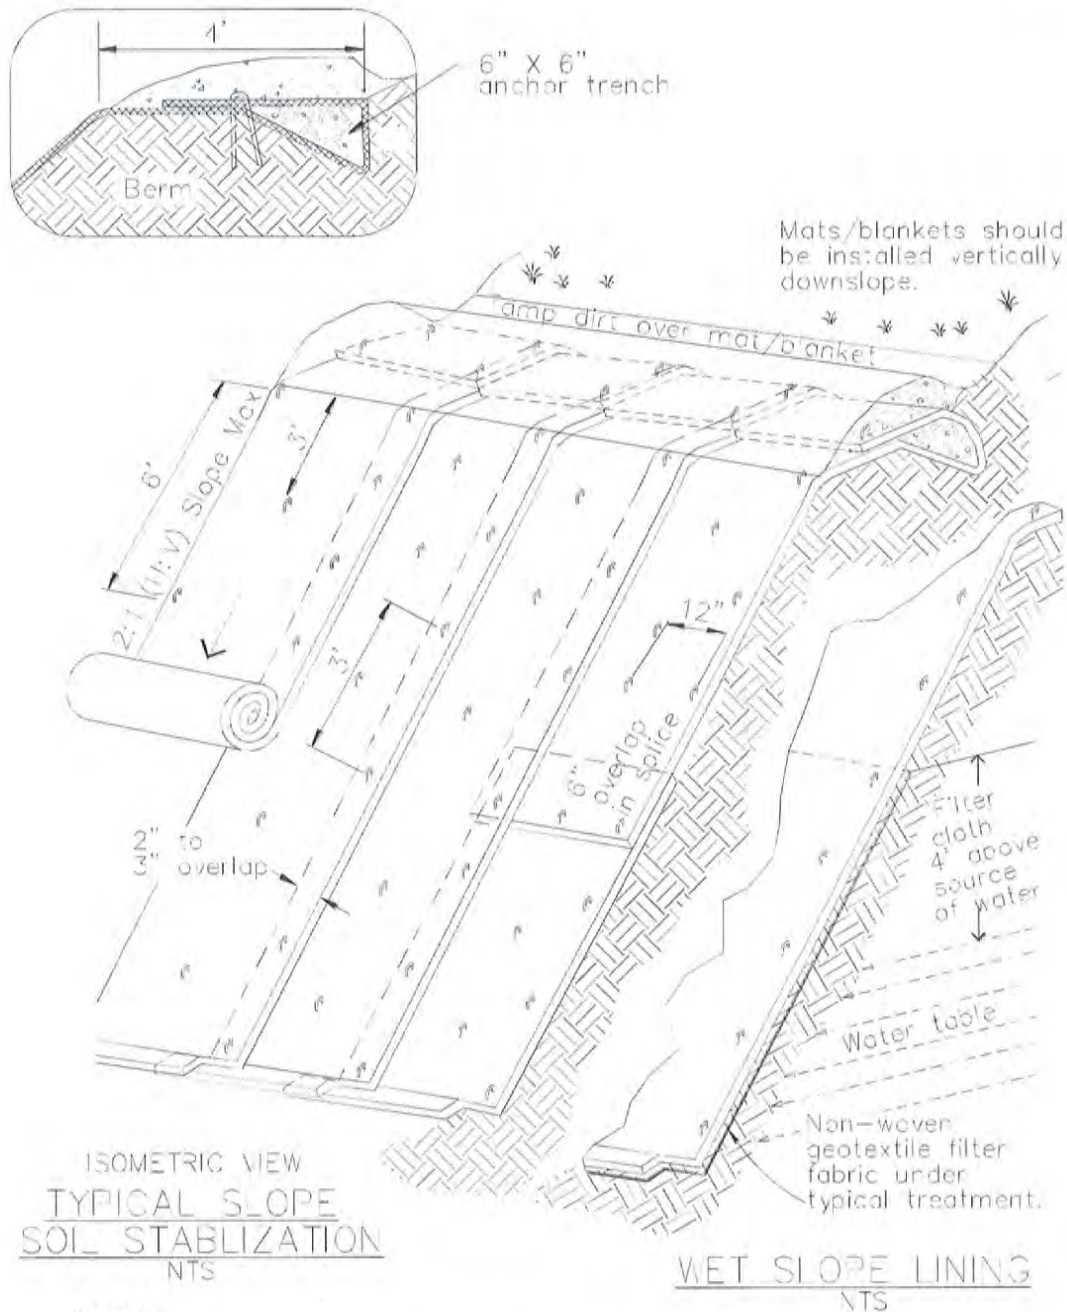 4'
6" X 6"
anchor trench
Berm
Mats/blankets should
be installed vertically
downslope.
Tamp dirt over mat/blanket
6'
3'
2:1 (H:V) Slope Max
12"
3'
6"
overlap
in splice
2" to
3" overlap
Filter
cloth
4' above
source
of water
Water table
Non-woven
geotextile filter
fabric under
typical treatment.
ISOMETRIC VIEW
TYPICAL SLOPE
SOIL STABLIZATION
NTS
WET SLOPE LINING
NTS